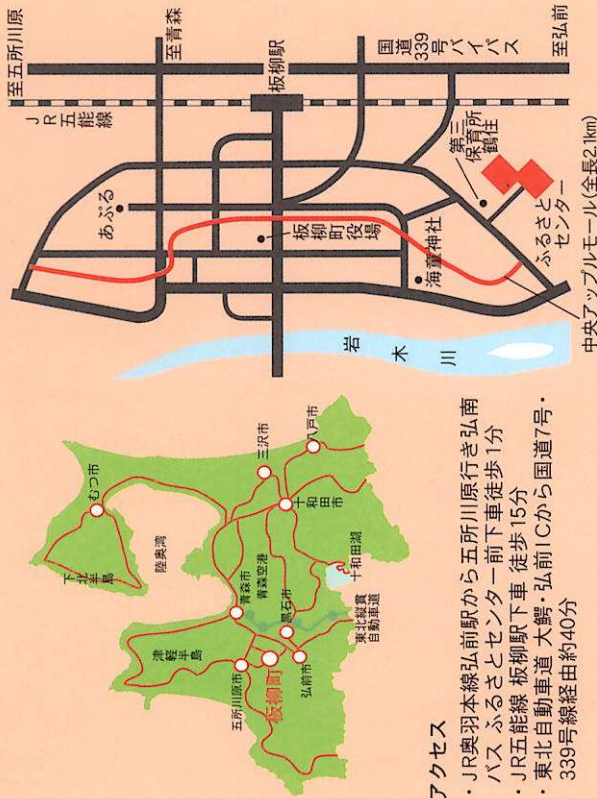 至五所川原
至青森
板柳駅
国道
339
号バイパス
至弘前
JR五能線
あぷる
板柳町
役場
海童神社
第三
保育所
鶴住
ふるさと
センター
中央アップルモール(全長2.1km)
岩木川
むつ市
下北半島
陸奥湾
三沢市
八戸市
十和田市
十和田湖
青森市
青森空港
黒石市
東北縦貫
自動車道
津軽半島
五所川原市
板柳町
弘前市
アクセス
・JR奥羽本線弘前駅から五所川原行き弘南
バス ふるさとセンター前下車徒歩1分
・JR五能線 板柳駅下車 徒歩15分
・東北自動車道 大鰐・弘前ICから国道7号・
339号線経由約40分